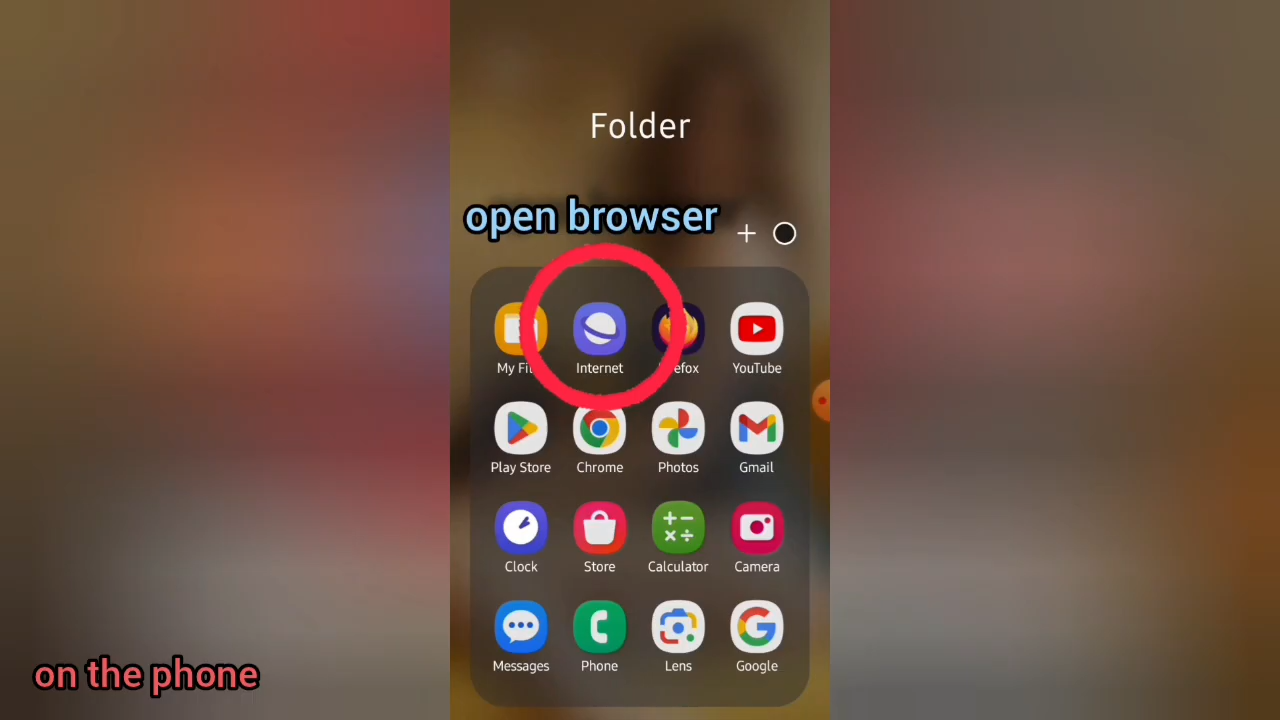 Folder
open browser
My Fi
Internet
efox
YouTube
Play Store
Chrome
Photos
Gmail
Clock
Store
Calculator
Camera
Messages
Phone
Lens
Google
on the phone